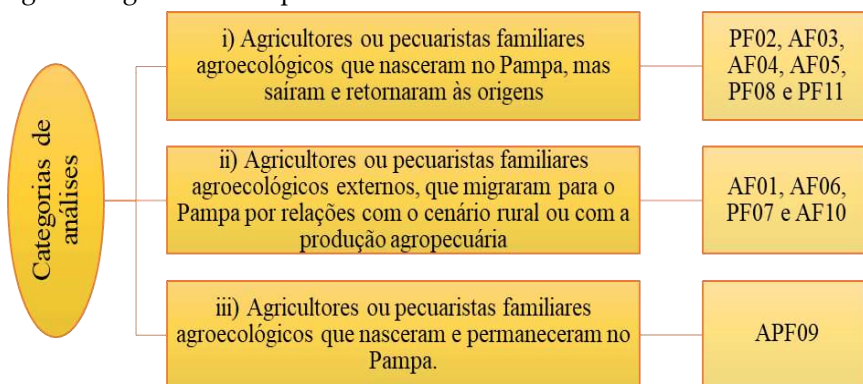 Categorias de
análises
i) Agricultores ou pecuaristas familiares
agroecológicos que nasceram no Pampa, mas
saíram e retornaram às origens
PF02, AF03,
AF04, AF05,
PF08 e PF11
ii) Agricultores ou pecuaristas familiares
agroecológicos externos, que migraram para o
Pampa por relações com o cenário rural ou com a
produção agropecuária
AF01, AF06,
PF07 e AF10
iii) Agricultores ou pecuaristas familiares
agroecológicos que nasceram e permaneceram no
Pampa.
APF09